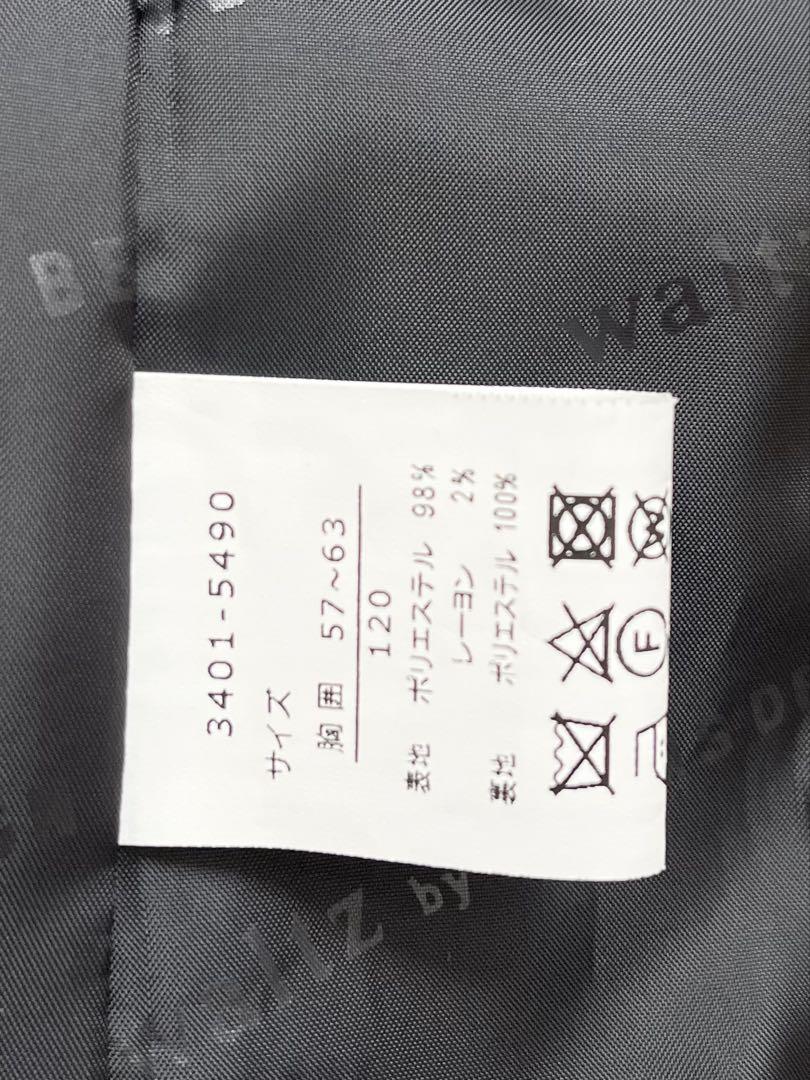 3401-5490
サイズ
胸囲 57～63
120
表地 ポリエステル 98%
レーヨン 2%
裏地 ポリエステル 100%
F
W
by